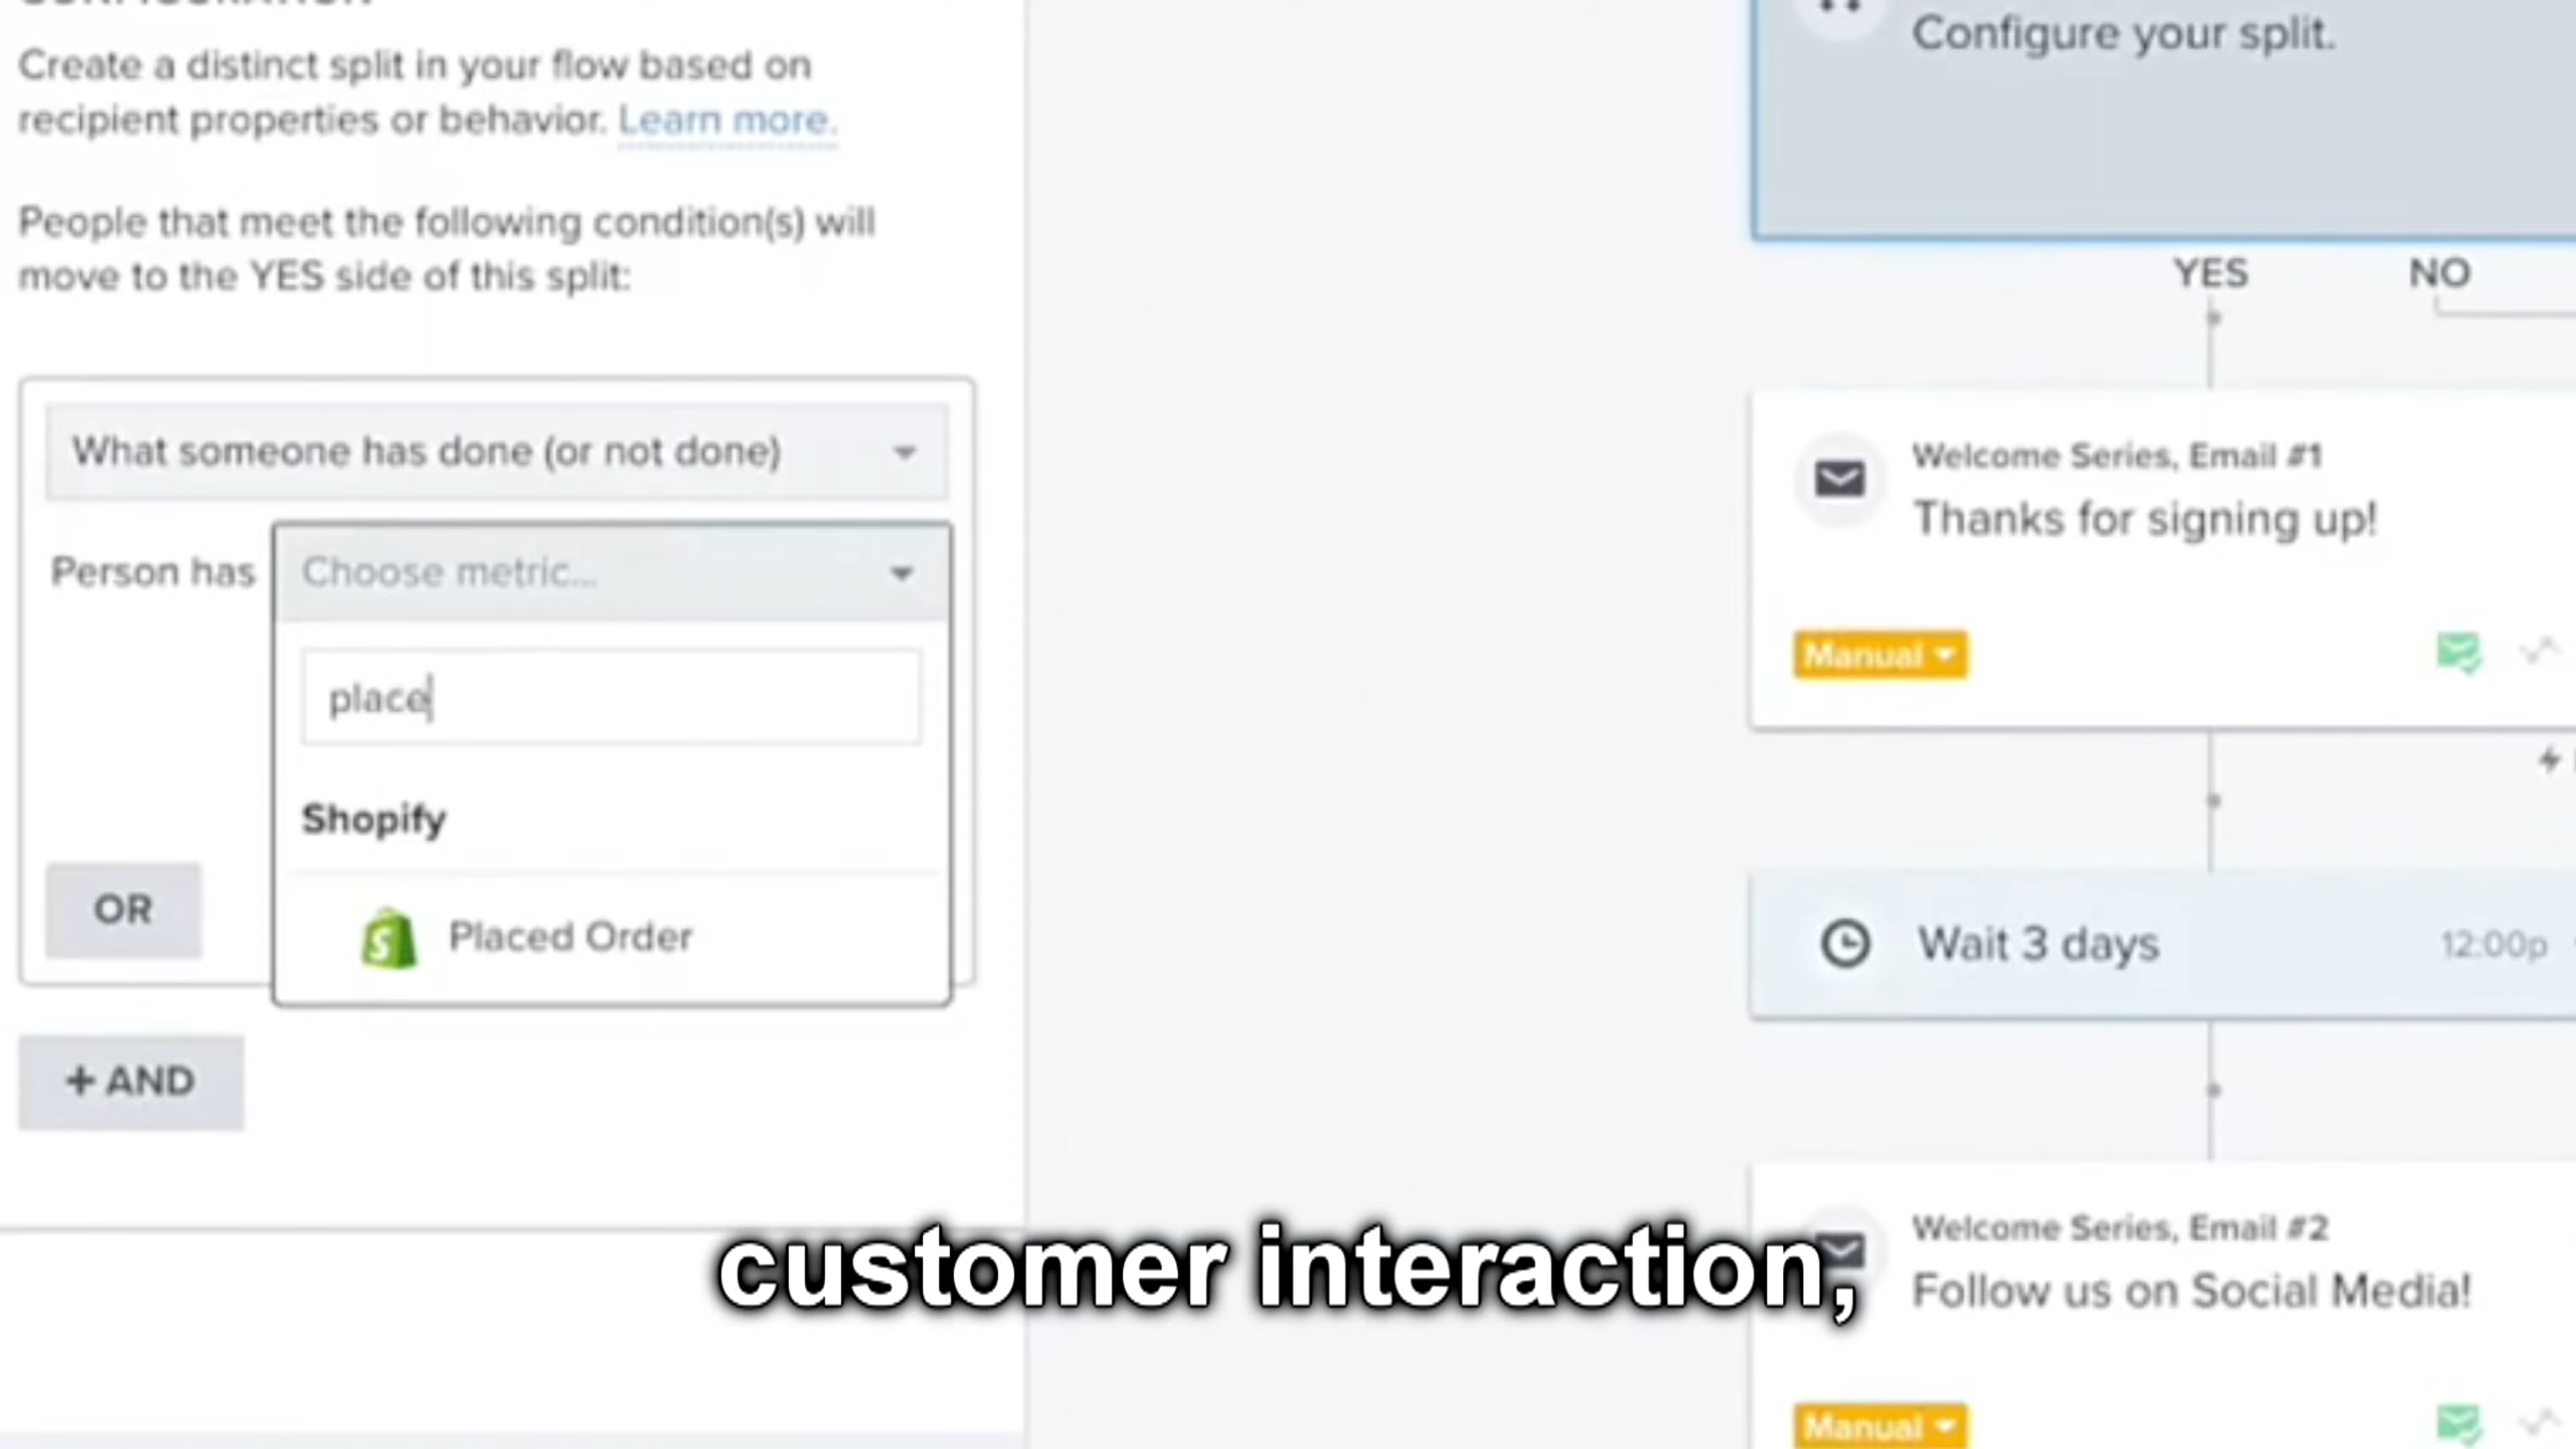 Create a distinct split in your flow based on
recipient properties or behavior. Learn more.
People that meet the following condition(s) will
move to the YES side of this split:
What someone has done (or not done)
Person has
Choose metric...
place
Shopify
Placed Order
OR
+ AND
Configure your split.
YES
NO
Welcome Series, Email #1
Thanks for signing up!
Manual
Wait 3 days
12:00p
Welcome Series, Email #2
Follow us on Social Media!
Manual
customer interaction,